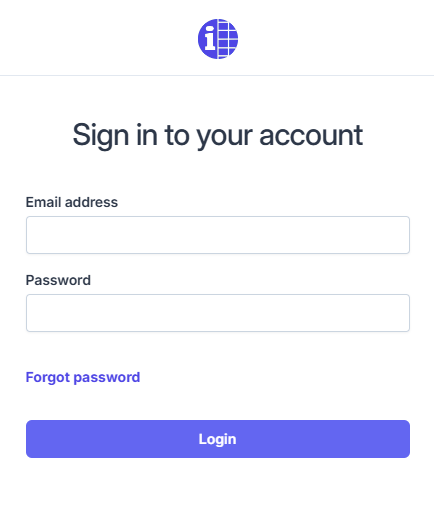 i
Sign in to your account
Email address
Password
Forgot password
Login